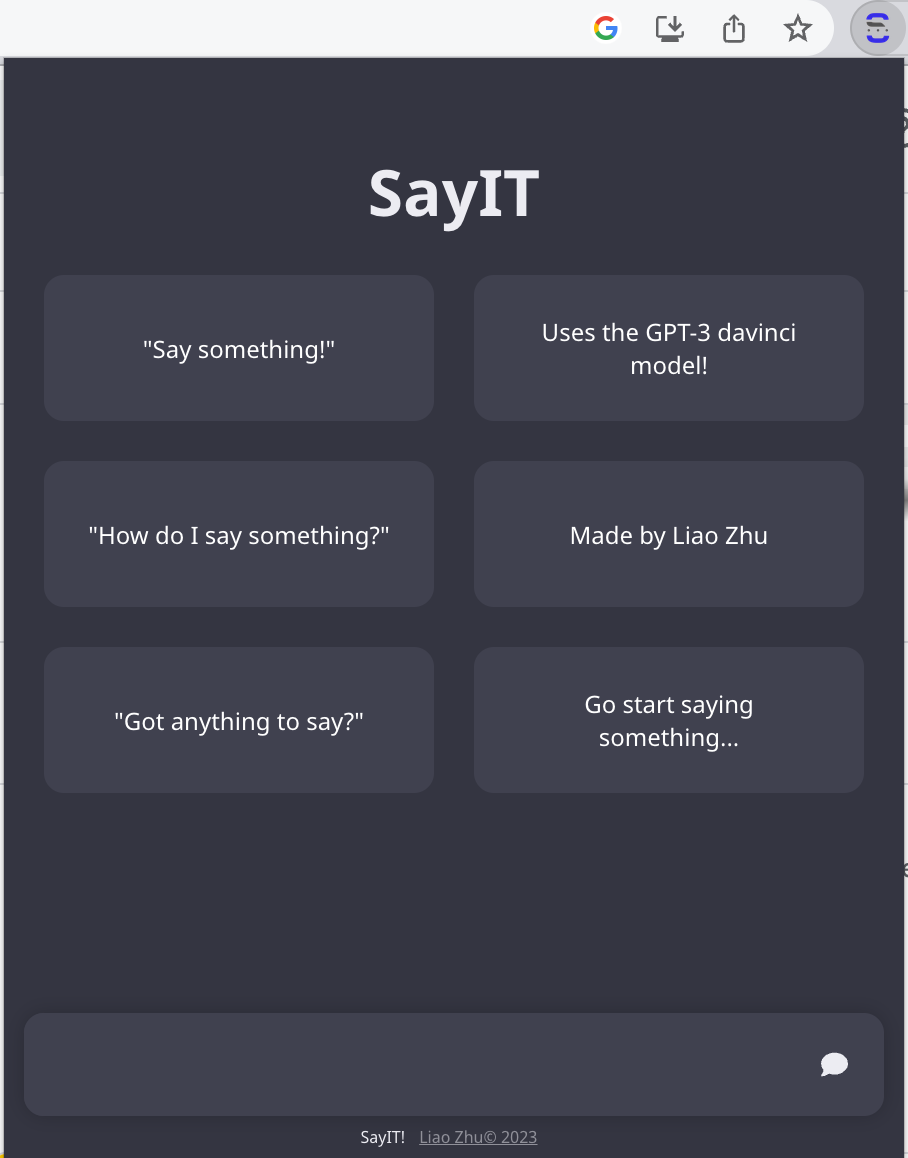 SayIT
"Say something!"
Uses the GPT-3 davinci
model!
"How do I say something?"
Made by Liao Zhu
"Got anything to say?"
Go start saying
something...
SayIT! Liao Zhu© 2023